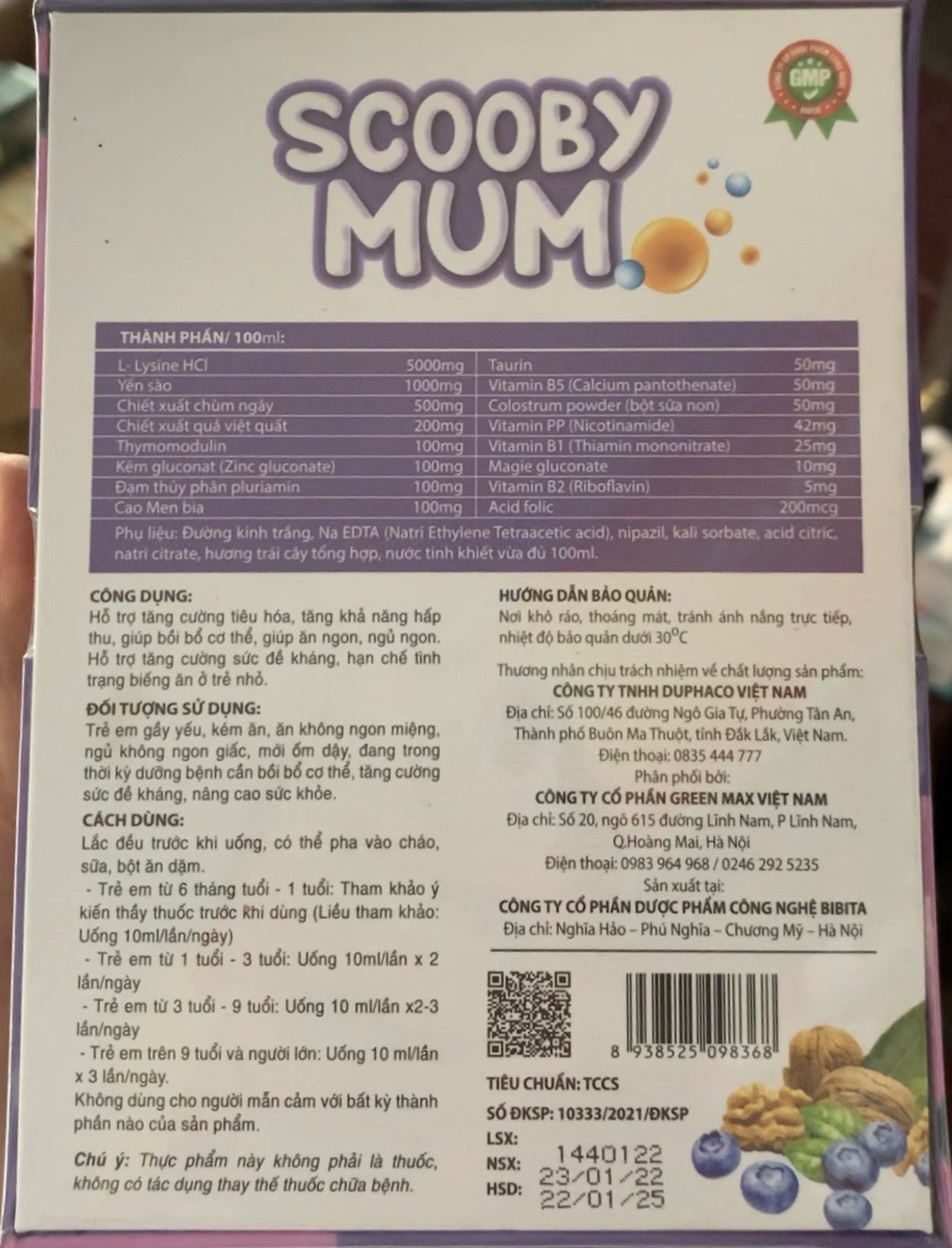 GMP
SCOOBY
MUM
THÀNH PHẦN/ 100ml:
L- Lysine HCl 5000mg Taurin 50mg
Yến sào 1000mg Vitamin B5 (Calcium pantothenate) 50mg
Chiết xuất chùm ngây 500mg Colostrum powder (bột sữa non) 50mg
Chiết xuất quả việt quất 200mg Vitamin PP (Nicotinamide) 42mg
Thymomodulin 100mg Vitamin B1 (Thiamin mononitrate) 25mg
Kẽm gluconat (Zinc gluconate) 100mg Magie gluconate 10mg
Đạm thủy phân pluriamin 100mg Vitamin B2 (Riboflavin) 5mg
Cao Men bia 100mg Acid folic 200mcg
Phụ liệu: Đường kính trắng, Na EDTA (Natri Ethylene Tetraacetic acid), nipazil, kali sorbate, acid citric,
natri citrate, hương trái cây tổng hợp, nước tinh khiết vừa đủ 100ml.
CÔNG DỤNG:
Hỗ trợ tăng cường tiêu hóa, tăng khả năng hấp
thu, giúp bồi bổ cơ thể, giúp ăn ngon, ngủ ngon.
Hỗ trợ tăng cường sức đề kháng, hạn chế tình
trạng biếng ăn ở trẻ nhỏ.
ĐỐI TƯỢNG SỬ DỤNG:
Trẻ em gầy yếu, kém ăn, ăn không ngon miệng,
ngủ không ngon giấc, mới ốm dậy, đang trong
thời kỳ dưỡng bệnh cần bồi bổ cơ thể, tăng cường
sức đề kháng, nâng cao sức khỏe.
CÁCH DÙNG:
Lắc đều trước khi uống, có thể pha vào cháo,
sữa, bột ăn dặm.
- Trẻ em từ 6 tháng tuổi - 1 tuổi: Tham khảo ý
kiến thầy thuốc trước khi dùng (Liều tham khảo:
Uống 10ml/lần/ngày)
- Trẻ em từ 1 tuổi - 3 tuổi: Uống 10ml/lần x 2
lần/ngày
- Trẻ em từ 3 tuổi - 9 tuổi: Uống 10 ml/lần x2-3
lần/ngày
- Trẻ em trên 9 tuổi và người lớn: Uống 10 ml/lần
x 3 lần/ngày.
Không dùng cho người mẫn cảm với bất kỳ thành
phần nào của sản phẩm.
Chú ý: Thực phẩm này không phải là thuốc,
không có tác dụng thay thế thuốc chữa bệnh.
HƯỚNG DẪN BẢO QUẢN:
Nơi khô ráo, thoáng mát, tránh ánh nắng trực tiếp,
nhiệt độ bảo quản dưới 30⁰C
Thương nhân chịu trách nhiệm về chất lượng sản phẩm:
CÔNG TY TNHH DUPHACO VIỆT NAM
Địa chỉ: Số 100/46 đường Ngô Gia Tự, Phường Tân An,
Thành phố Buôn Ma Thuột, tỉnh Đắk Lắk, Việt Nam.
Điện thoại: 0835 444 777
Phân phối bởi:
CÔNG TY CỔ PHẦN GREEN MAX VIỆT NAM
Địa chỉ: Số 20, ngõ 615 đường Lĩnh Nam, P Lĩnh Nam,
Q.Hoàng Mai, Hà Nội
Điện thoại: 0983 964 968 / 0246 292 5235
Sản xuất tại:
CÔNG TY CỔ PHẦN DƯỢC PHẨM CÔNG NGHỆ BIBITA
Địa chỉ: Nghĩa Hảo – Phú Nghĩa – Chương Mỹ – Hà Nội
8 938525 098368
TIÊU CHUẨN: TCCS
SỐ ĐKSP: 10333/2021/ĐKSP
LSX: 1440122
NSX: 23/01/22
HSD: 22/01/25